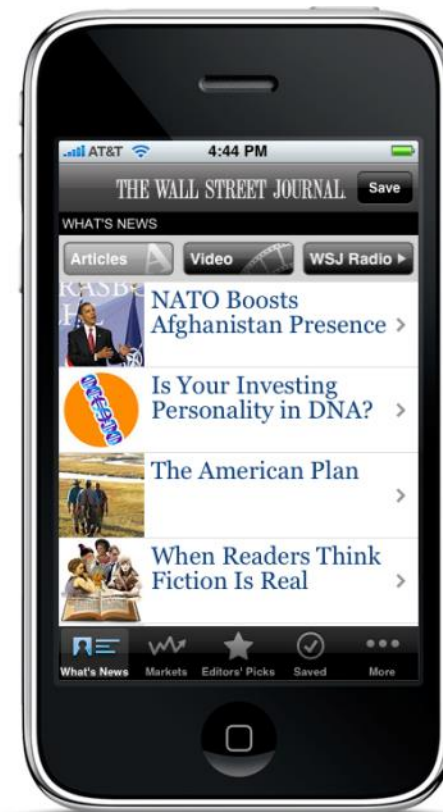 AT&T 4:44 PM
THE WALL STREET JOURNAL. Save
WHAT'S NEWS
Articles Video WSJ Radio
NATO Boosts
Afghanistan Presence
Is Your Investing
Personality in DNA?
The American Plan
When Readers Think
Fiction Is Real
What's News Markets Editors' Picks Saved More